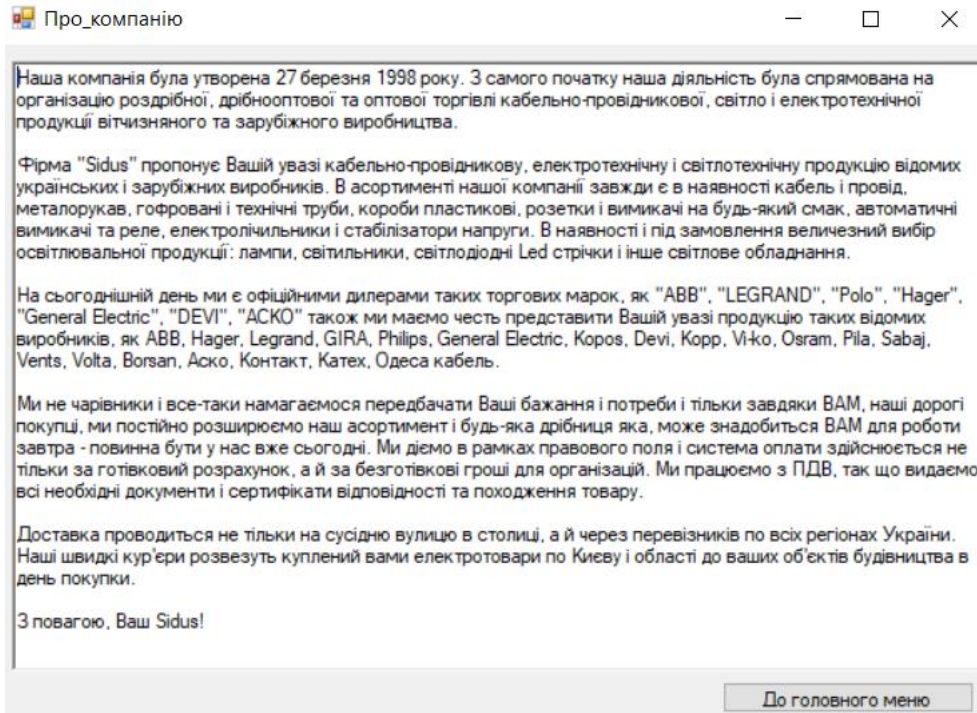 Про_компанію
Наша компанія була утворена 27 березня 1998 року. З самого початку наша діяльність була спрямована на
організацію роздрібної, дрібнооптової та оптової торгівлі кабельно-провідникової, світло і електротехнічної
продукції вітчизняного та зарубіжного виробництва.
Фірма "Sidus" пропонує Вашій увазі кабельно-провідникову, електротехнічну і світлотехнічну продукцію відомих
українських і зарубіжних виробників. В асортименті нашої компанії завжди є в наявності кабель і провід,
металорукав, гофровані і технічні труби, короби пластикові, розетки і вимикачі на будь-який смак, автоматичні
вимикачі та реле, електролічильники і стабілізатори напруги. В наявності і під замовлення величезний вибір
освітлювальної продукції: лампи, світильники, світлодіодні Led стрічки і інше світлове обладнання.
На сьогоднішній день ми є офіційними дилерами таких торгових марок, як "ABB", "LEGRAND", "Polo", "Hager",
"General Electric", "DEVI", "АСКО" також ми маємо честь представити Вашій увазі продукцію таких відомих
виробників, як ABB, Hager, Legrand, GIRA, Philips, General Electric, Kopos, Devi, Kopp, Vi-ko, Osram, Pila, Sabaj,
Vents, Volta, Borsan, Аско, Контакт, Катех, Одеса кабель.
Ми не чарівники і все-таки намагаємося передбачати Ваші бажання і потреби і тільки завдяки ВАМ, наші дорогі
покупці, ми постійно розширюємо наш асортимент і будь-яка дрібниця яка, може знадобиться ВАМ для роботи
завтра - повинна бути у нас вже сьогодні. Ми діємо в рамках правового поля і система оплати здійснюється не
тільки за готівковий розрахунок, а й за безготівкові гроші для організацій. Ми працюємо з ПДВ, так що видаємо
всі необхідні документи і сертифікати відповідності та походження товару.
Доставка проводиться не тільки на сусідню вулицю в столиці, а й через перевізників по всіх регіонах України.
Наші швидкі кур'єри розвезуть куплений вами електротовари по Києву і області до ваших об'єктів будівництва в
день покупки.
З повагою, Ваш Sidus!
До головного меню